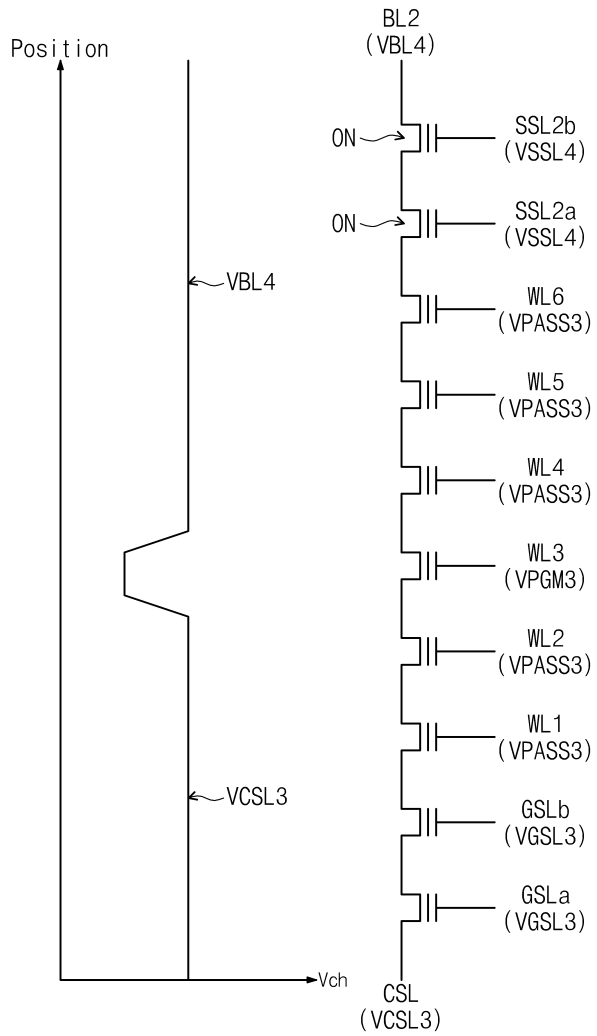 BL2
(VBL4)
Position
SSL2b
(VSSL4)
ON
SSL2a
(VSSL4)
ON
VBL4
WL6
(VPASS3)
WL5
(VPASS3)
WL4
(VPASS3)
WL3
(VPGM3)
WL2
(VPASS3)
WL1
(VPASS3)
VCSL3
GSLb
(VGSL3)
GSLa
(VGSL3)
Vch
CSL
(VCSL3)